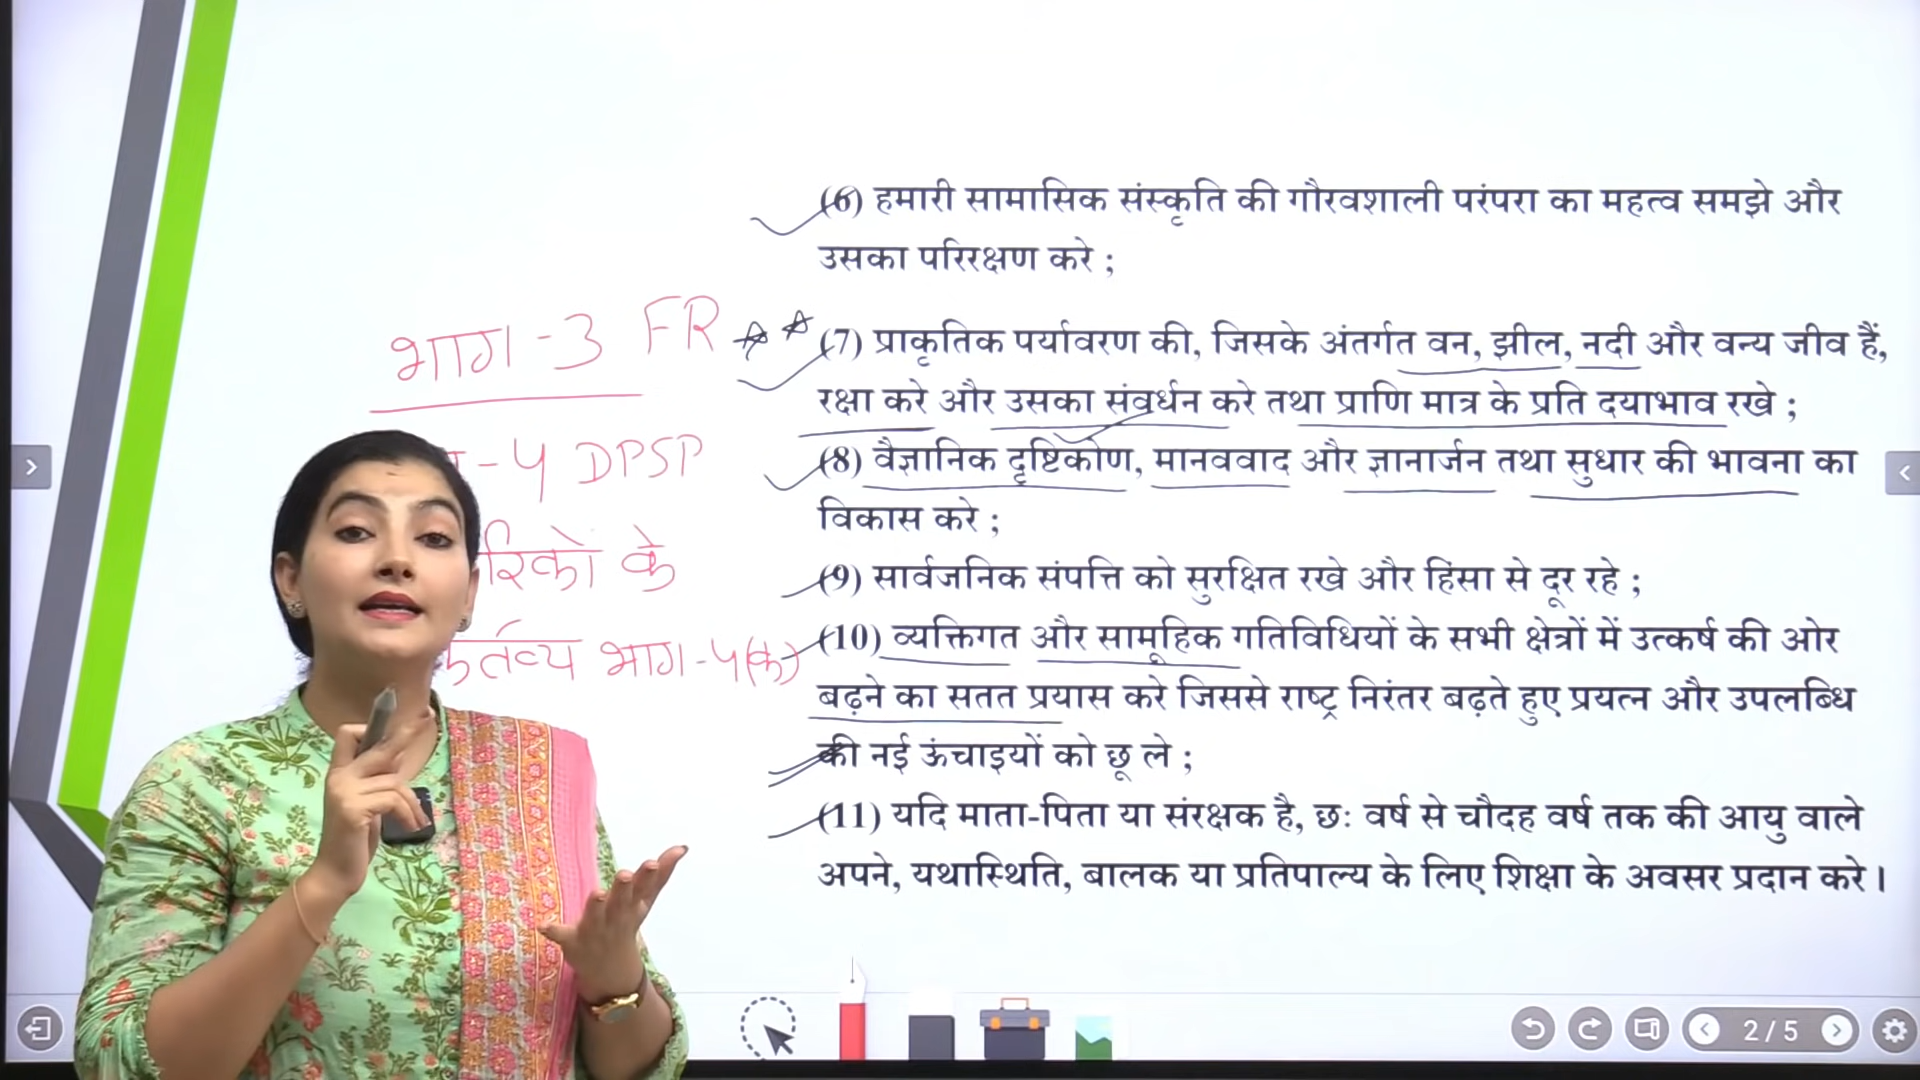 (6) हमारी सामासिक संस्कृति की गौरवशाली परंपरा का महत्व समझे और
उसका परिरक्षण करे ;
(7) प्राकृतिक पर्यावरण की, जिसके अंतर्गत वन, झील, नदी और वन्य जीव हैं,
रक्षा करे और उसका संवर्धन करे तथा प्राणि मात्र के प्रति दयाभाव रखे ;
(8) वैज्ञानिक दृष्टिकोण, मानववाद और ज्ञानार्जन तथा सुधार की भावना का
विकास करे ;
(9) सार्वजनिक संपत्ति को सुरक्षित रखे और हिंसा से दूर रहे ;
(10) व्यक्तिगत और सामूहिक गतिविधियों के सभी क्षेत्रों में उत्कर्ष की ओर
बढ़ने का सतत प्रयास करे जिससे राष्ट्र निरंतर बढ़ते हुए प्रयत्न और उपलब्धि
की नई ऊंचाइयों को छू ले ;
(11) यदि माता-पिता या संरक्षक है, छः वर्ष से चौदह वर्ष तक की आयु वाले
अपने, यथास्थिति, बालक या प्रतिपाल्य के लिए शिक्षा के अवसर प्रदान करे ।
भाग-3 FR
-4 DPSP
के
भाग-4(क)
2 / 5